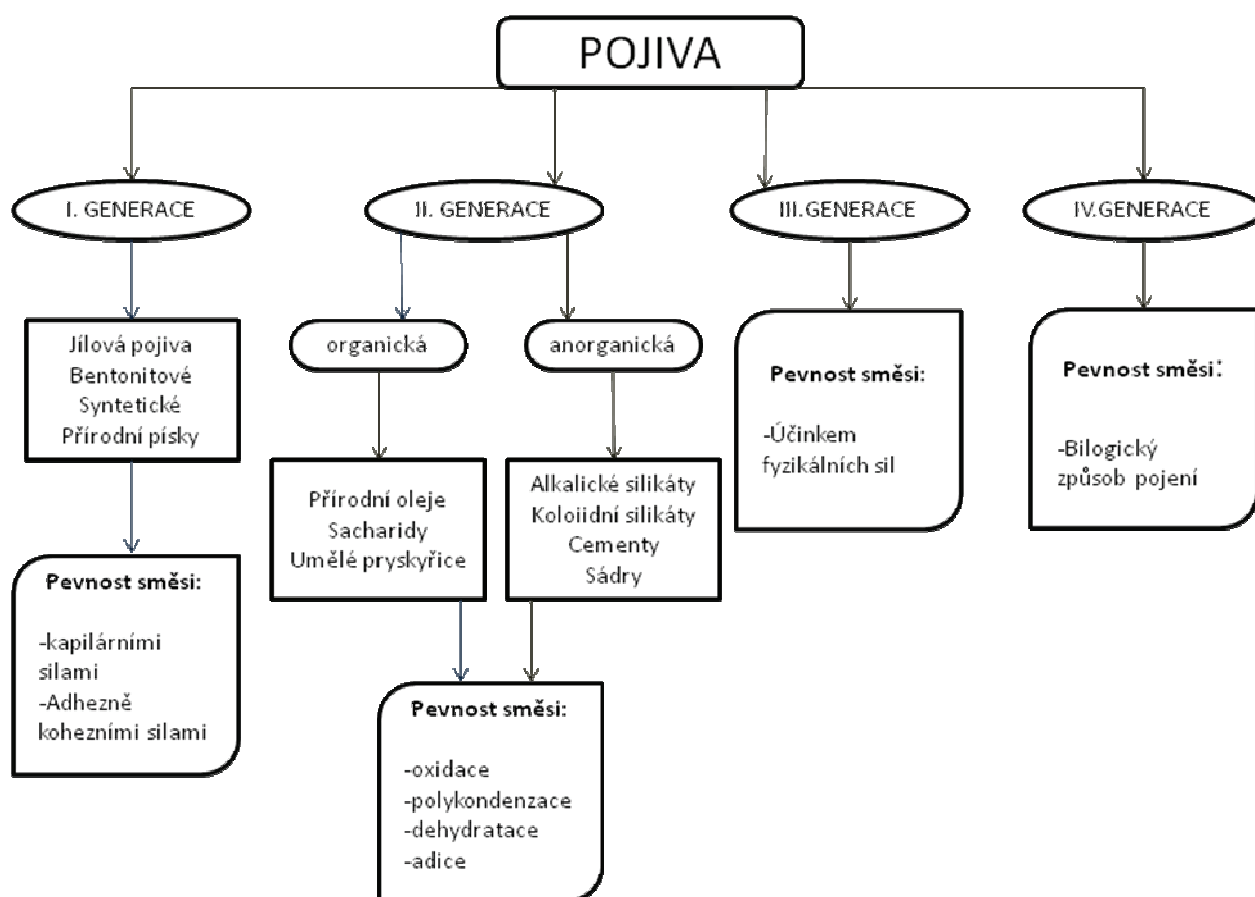 POJIVA
I. GENERACE
II. GENERACE
III.GENERACE
IV.GENERACE
Jílová pojiva
Bentonitové
Syntetické
Přírodní písky
organická
anorganická
Pevnost směsi:
-Účinkem
fyzikálních sil
Pevnost směsi:
-Bilogický
způsob pojení
Přírodní oleje
Sacharidy
Umělé pryskyřice
Alkalické silikáty
Koloiidní silikáty
Cementy
Sádry
Pevnost směsi:
-kapilárními
silami
-Adhezně
kohezními silami
Pevnost směsi:
-oxidace
-polykondenzace
-dehydratace
-adice